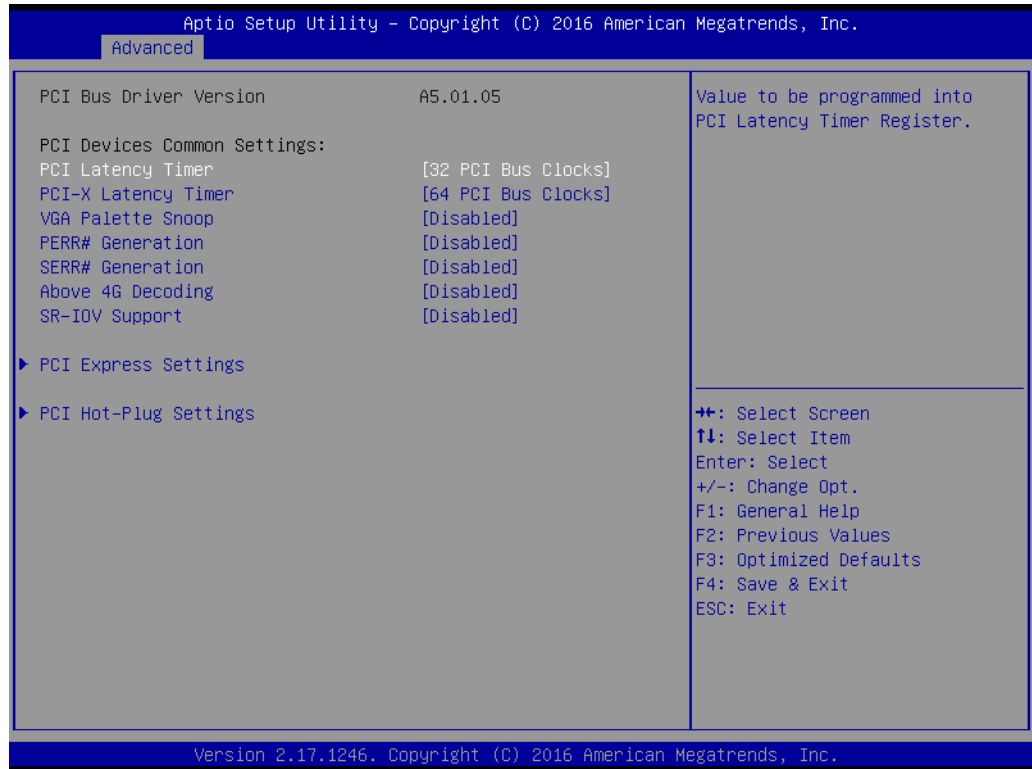 Aptio Setup Utility – Copyright (C) 2016 American Megatrends, Inc.
Advanced
PCI Bus Driver Version A5.01.05
PCI Devices Common Settings:
PCI Latency Timer [32 PCI Bus Clocks]
PCI-X Latency Timer [64 PCI Bus Clocks]
VGA Palette Snoop [Disabled]
PERR# Generation [Disabled]
SERR# Generation [Disabled]
Above 4G Decoding [Disabled]
SR-IOV Support [Disabled]
PCI Express Settings
PCI Hot-Plug Settings
Value to be programmed into
PCI Latency Timer Register.
→←: Select Screen
↑↓: Select Item
Enter: Select
+/-: Change Opt.
F1: General Help
F2: Previous Values
F3: Optimized Defaults
F4: Save & Exit
ESC: Exit
Version 2.17.1246. Copyright (C) 2016 American Megatrends, Inc.